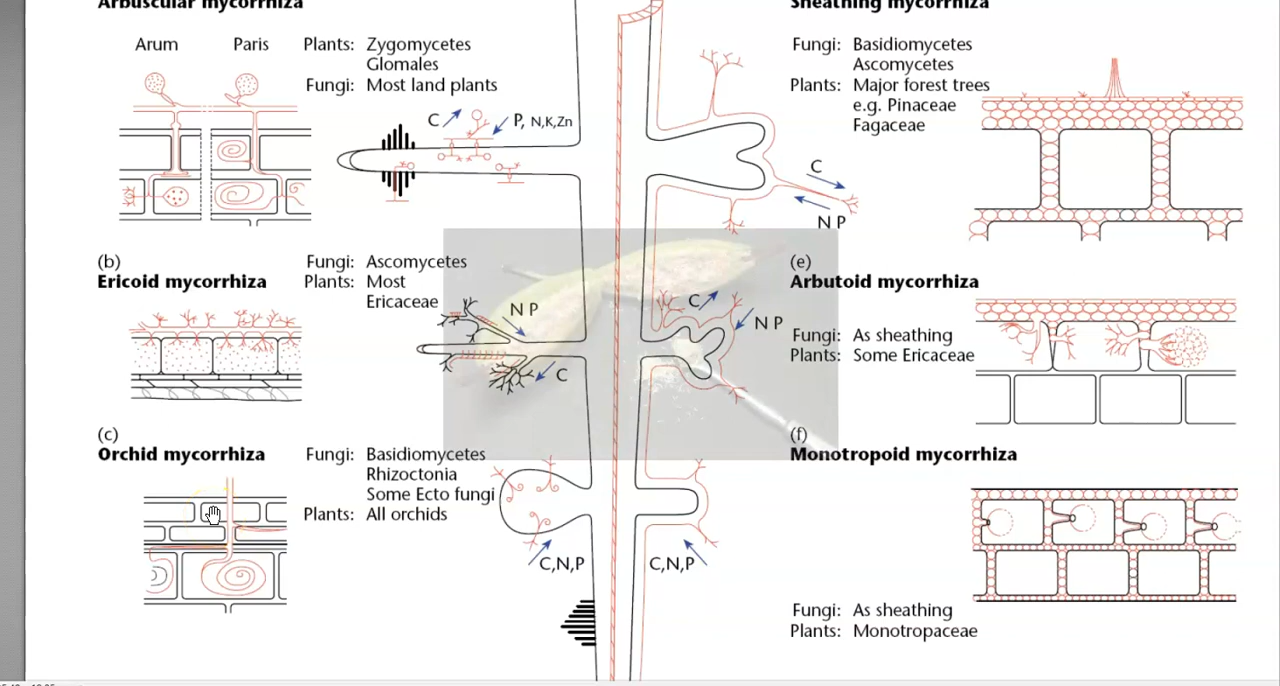 Arbuscular mycorrhiza
Arum Paris
Plants: Zygomycetes
Glomales
Fungi: Most land plants
C P, N,K,Zn
(b)
Ericoid mycorrhiza
Fungi: Ascomycetes
Plants: Most
Ericaceae
N P
C
(c)
Orchid mycorrhiza
Fungi: Basidiomycetes
Rhizoctonia
Some Ecto fungi
Plants: All orchids
C,N,P
Sheathing mycorrhiza
Fungi: Basidiomycetes
Ascomycetes
Plants: Major forest trees
e.g. Pinaceae
Fagaceae
C
N P
(e)
Arbutoid mycorrhiza
Fungi: As sheathing
Plants: Some Ericaceae
C
N P
(f)
Monotropoid mycorrhiza
C,N,P
Fungi: As sheathing
Plants: Monotropaceae